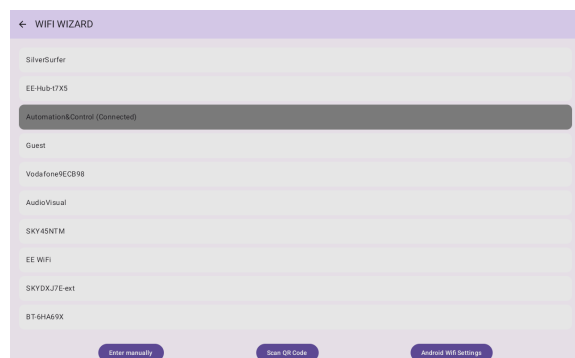 ← WIFI WIZARD
SilverSurfer
EE-Hub-t7X5
Automation&Control (Connected)
Guest
Vodafone9ECB98
AudioVisual
SKY45NTM
EE WiFi
SKYDXJ7E-ext
BT-6HA69X
Enter manually
Scan QR Code
Android Wifi Settings